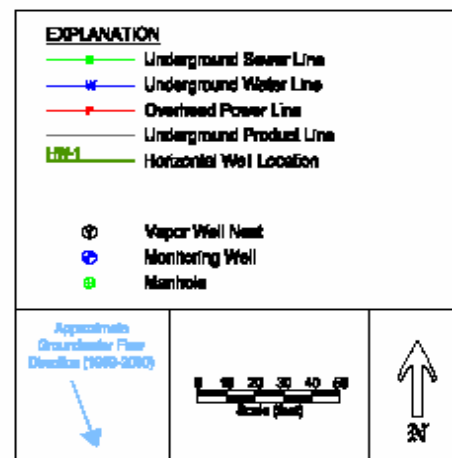 EXPLANATION
S
Underground Sewer Line
W
Underground Water Line
P
Overhead Power Line
Underground Product Line
HW-1
Horizontal Well Location
Vapor Well Nest
Monitoring Well
Manhole
Approximate
Groundwater Flow
Direction (1999-2010)
0 10 20 30 40 50
Scale (feet)
N